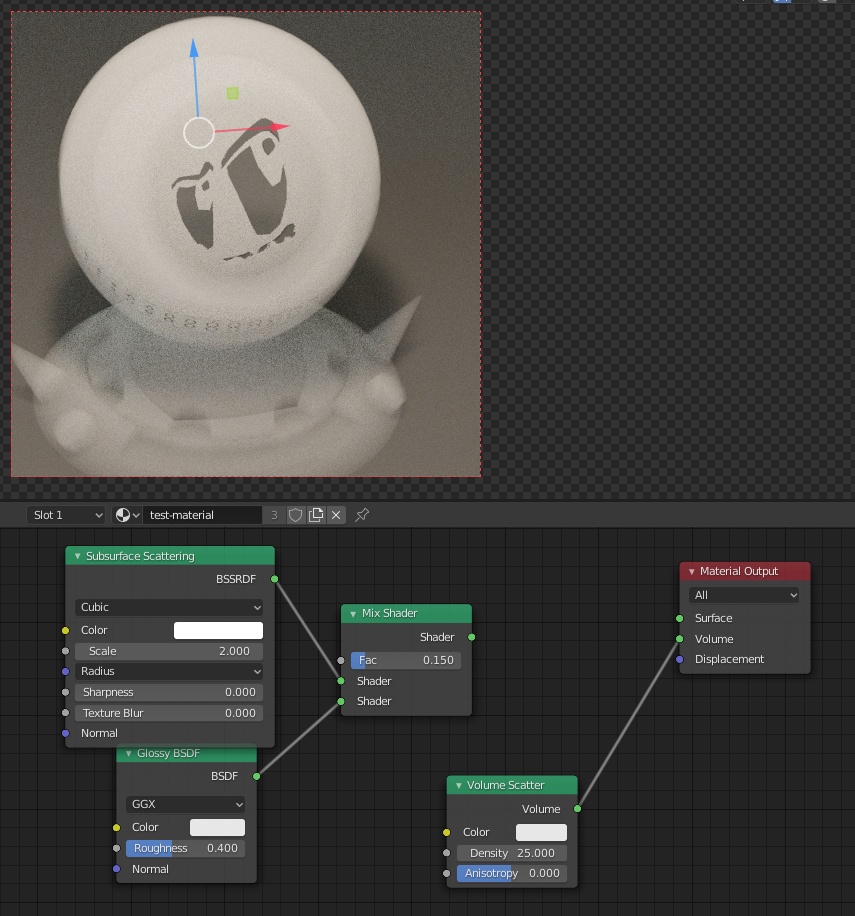 Slot 1
test-material
3
Subsurface Scattering
BSSRDF
Cubic
Color
Scale 2.000
Radius
Sharpness 0.000
Texture Blur 0.000
Normal
Mix Shader
Shader
Fac 0.150
Shader
Shader
Material Output
All
Surface
Volume
Displacement
Glossy BSDF
BSDF
GGX
Color
Roughness 0.400
Normal
Volume Scatter
Volume
Color
Density 25.000
Anisotropy 0.000